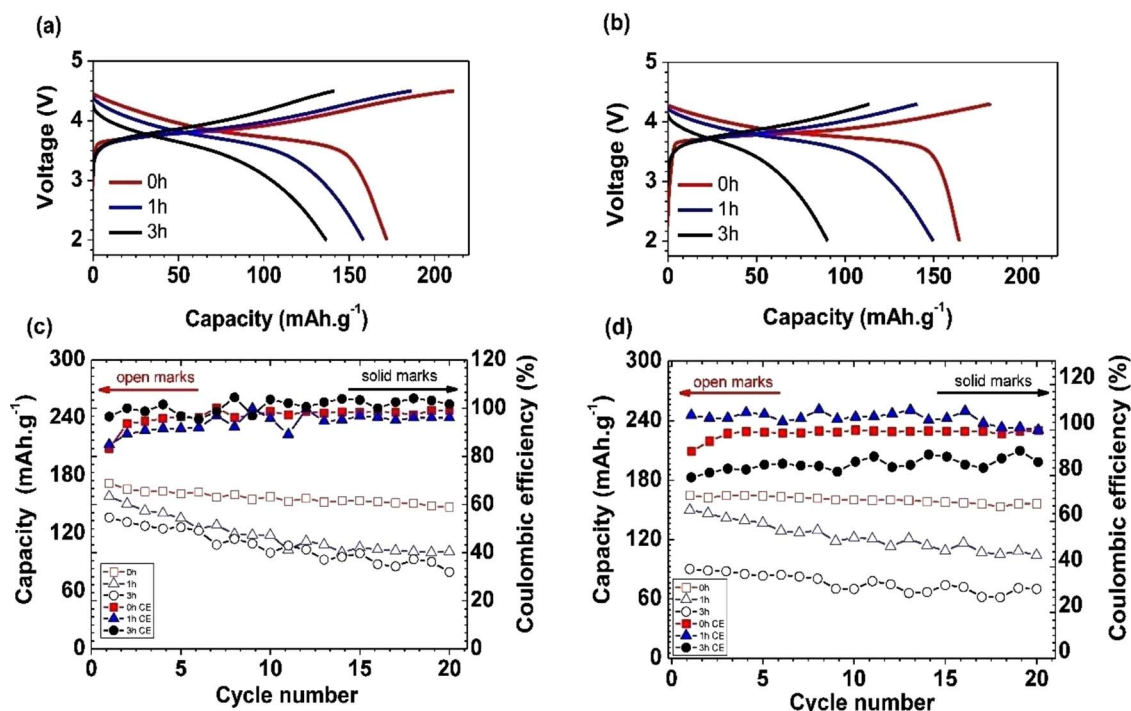 (a)
5
4
3
2
Voltage (V)
0h
1h
3h
0 50 100 150 200
Capacity (mAh.g⁻¹)
(b)
5
4
3
2
Voltage (V)
0h
1h
3h
0 50 100 150 200
Capacity (mAh.g⁻¹)
(c)
300
240
180
120
60
0
Capacity (mAh.g⁻¹)
open marks
solid marks
0h
1h
3h
0h CE
1h CE
3h CE
120
100
80
60
40
20
0
Coulombic efficiency (%)
0 5 10 15 20
Cycle number
(d)
300
240
180
120
60
0
Capacity (mAh.g⁻¹)
open marks
solid marks
0h
1h
3h
0h CE
1h CE
3h CE
120
100
80
60
40
20
0
Coulombic efficiency (%)
0 5 10 15 20
Cycle number